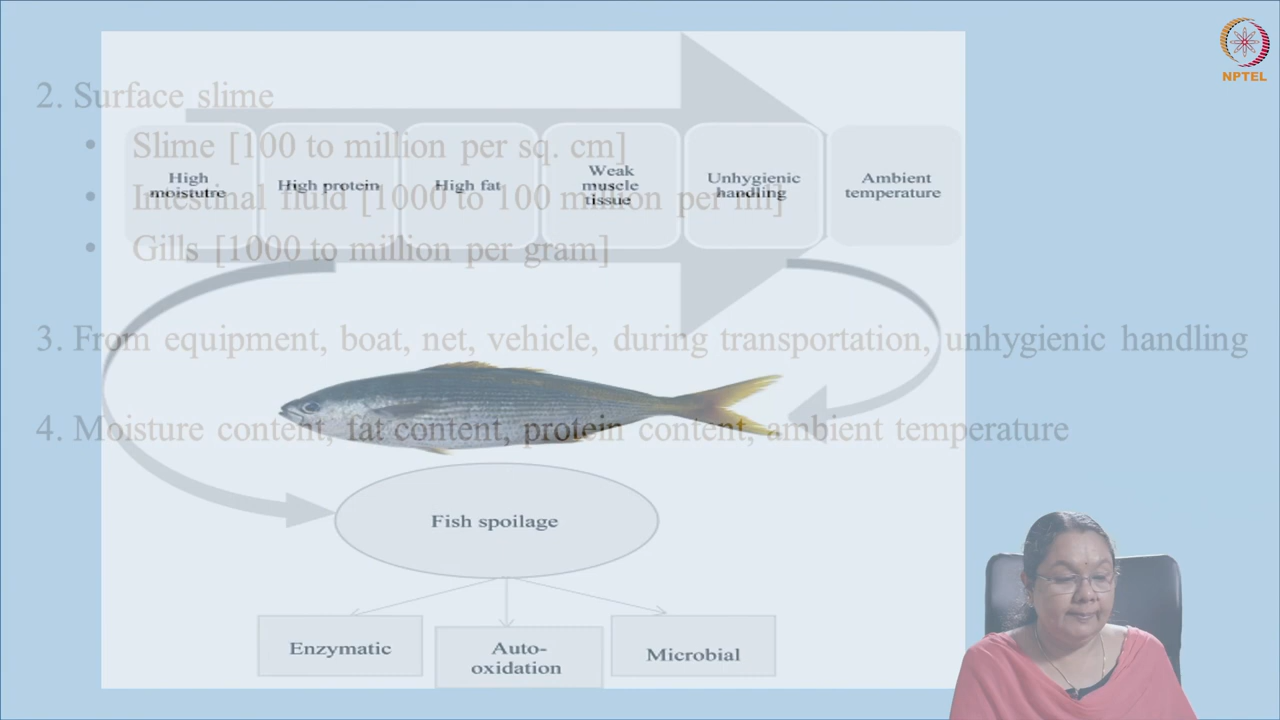 NPTEL
2. Surface slime
• Slime [100 to million per sq. cm]
• Intestinal fluid [1000 to 100 million per ml]
• Gills [1000 to million per gram]
3. From equipment, boat, net, vehicle, during transportation, unhygienic handling
4. Moisture content, fat content, protein content, ambient temperature
High
moistutre
High protein
High fat
Weak
muscle
tissue
Unhygienic
handling
Ambient
temperature
Fish spoilage
Enzymatic
Auto-
oxidation
Microbial